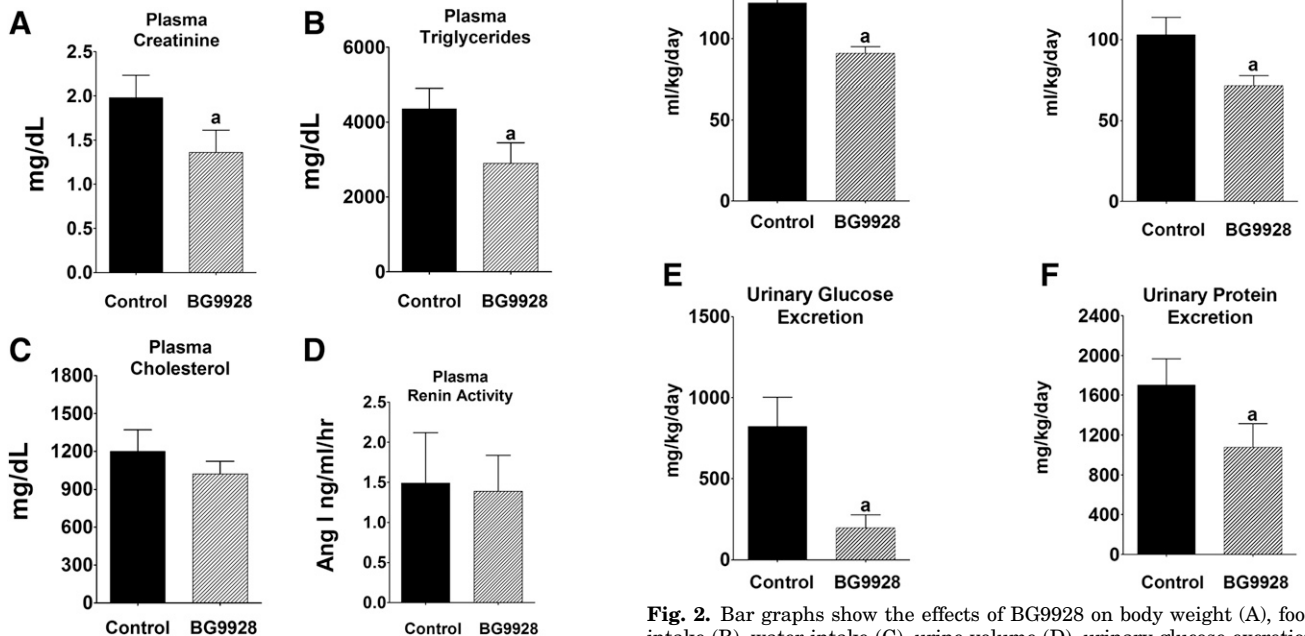 A
Plasma
Creatinine
mg/dL
2.5
2.0
1.5
1.0
0.5
0.0
a
Control BG9928
B
Plasma
Triglycerides
mg/dL
6000
4000
2000
0
a
Control BG9928
C
Plasma
Cholesterol
mg/dL
1800
1500
1200
900
600
300
0
Control BG9928
D
Plasma
Renin Activity
Ang I ng/ml/hr
2.5
2.0
1.5
1.0
0.5
0.0
Control BG9928
ml/kg/day
100
50
0
a
Control BG9928
ml/kg/day
100
50
0
a
Control BG9928
E
Urinary Glucose
Excretion
mg/kg/day
1500
1000
500
0
a
Control BG9928
F
Urinary Protein
Excretion
mg/kg/day
2400
2000
1600
1200
800
400
0
a
Control BG9928
Fig. 2. Bar graphs show the effects of BG9928 on body weight (A), foo
intake (B), water intake (C), urine volume (D), urinary glucose excretio